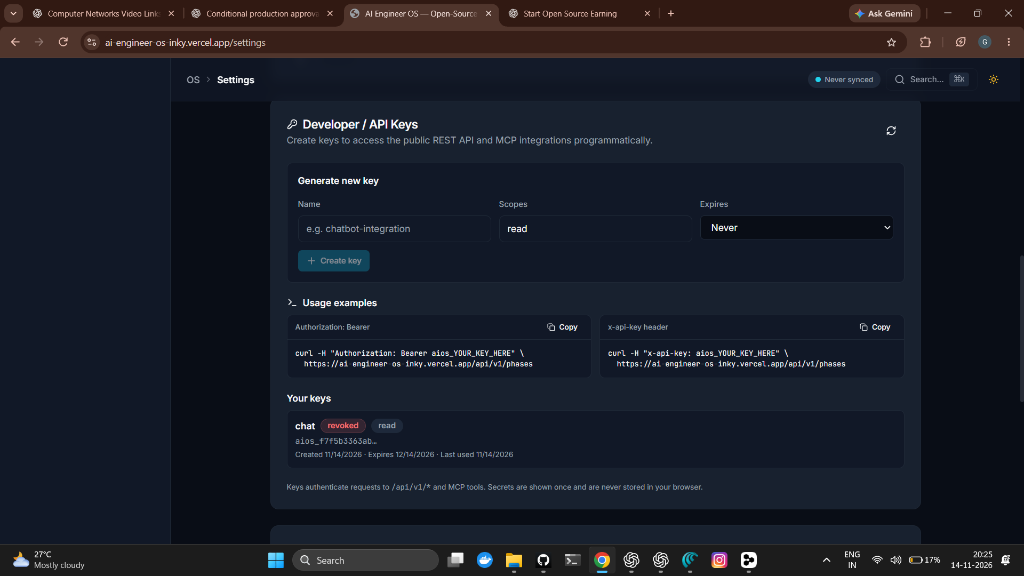 Computer Networks Video Link
Conditional production approva
AI Engineer OS — Open-Source
Start Open Source Earning
Ask Gemini
ai-engineer-os-inky.vercel.app/settings
G
OS > Settings
Never synced
Search... ⌘K
Developer / API Keys
Create keys to access the public REST API and MCP integrations programmatically.
Generate new key
Name
Scopes
Expires
e.g. chatbot-integration
read
Never
+ Create key
>_ Usage examples
Authorization: Bearer
Copy
curl -H "Authorization: Bearer aios_YOUR_KEY_HERE" \
https://ai-engineer-os-inky.vercel.app/api/v1/phases
x-api-key header
Copy
curl -H "x-api-key: aios_YOUR_KEY_HERE" \
https://ai-engineer-os-inky.vercel.app/api/v1/phases
Your keys
chat revoked read
aios_f7f5b3363ab…
Created 11/14/2026 · Expires 12/14/2026 · Last used 11/14/2026
Keys authenticate requests to /api/v1/* and MCP tools. Secrets are shown once and are never stored in your browser.
27°C
Mostly cloudy
Search
ENG
IN
17%
20:25
14-11-2026